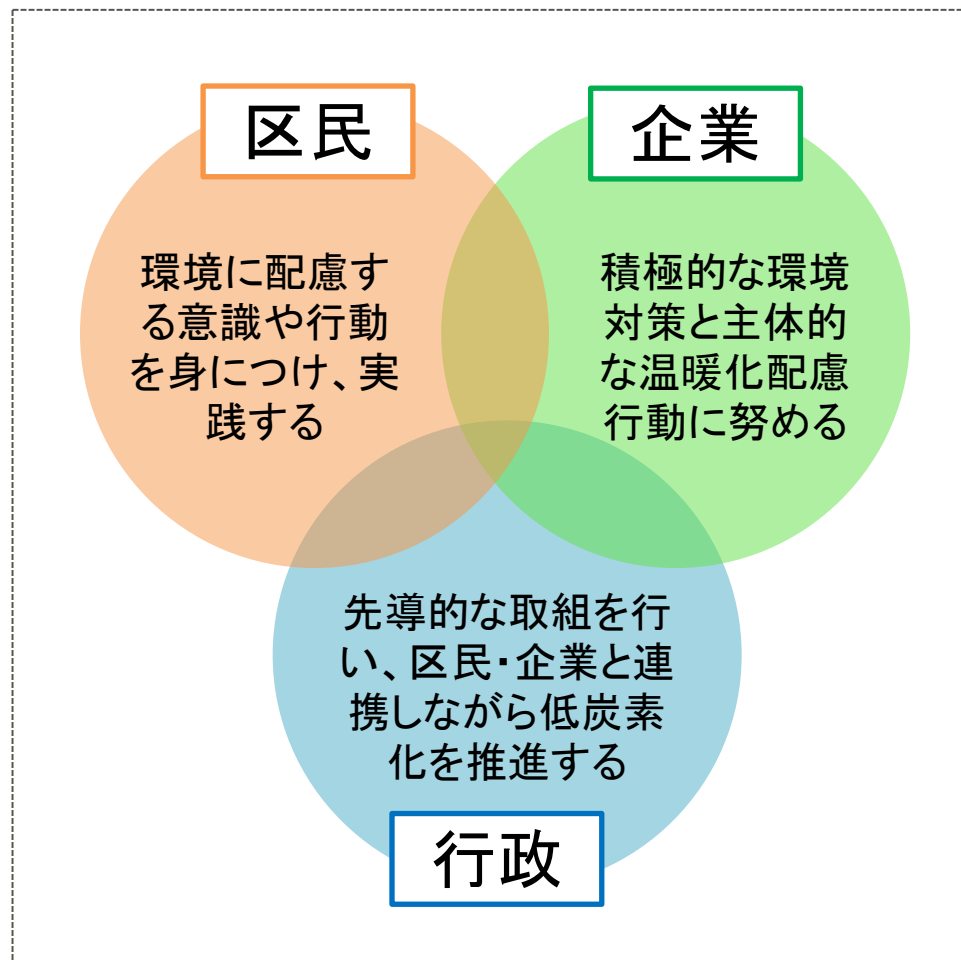 区民
環境に配慮す
る意識や行動
を身につけ、実
践する
企業
積極的な環境
対策と主体的
な温暖化配慮
行動に努める
先導的な取組を行
い、区民・企業と連
携しながら低炭素
化を推進する
行政